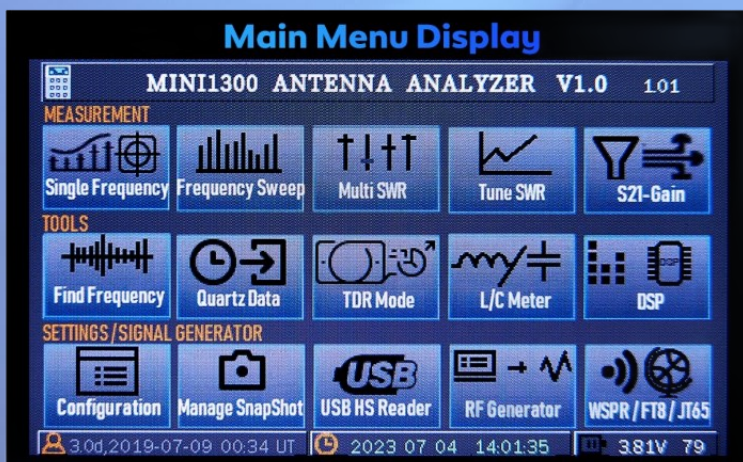 Main Menu Display
MINI1300 ANTENNA ANALYZER V1.0 1.01
MEASUREMENT
Single Frequency Frequency Sweep Multi SWR Tune SWR S21-Gain
TOOLS
Find Frequency Quartz Data TDR Mode L/C Meter DSP
DSP
SETTINGS/SIGNAL GENERATOR
USB
Configuration Manage SnapShot USB HS Reader RF Generator WSPR/FT8/JT65
3.0d,2019-07-09 00:34 UT 2023 07 04 14:01:35 3.81V 79